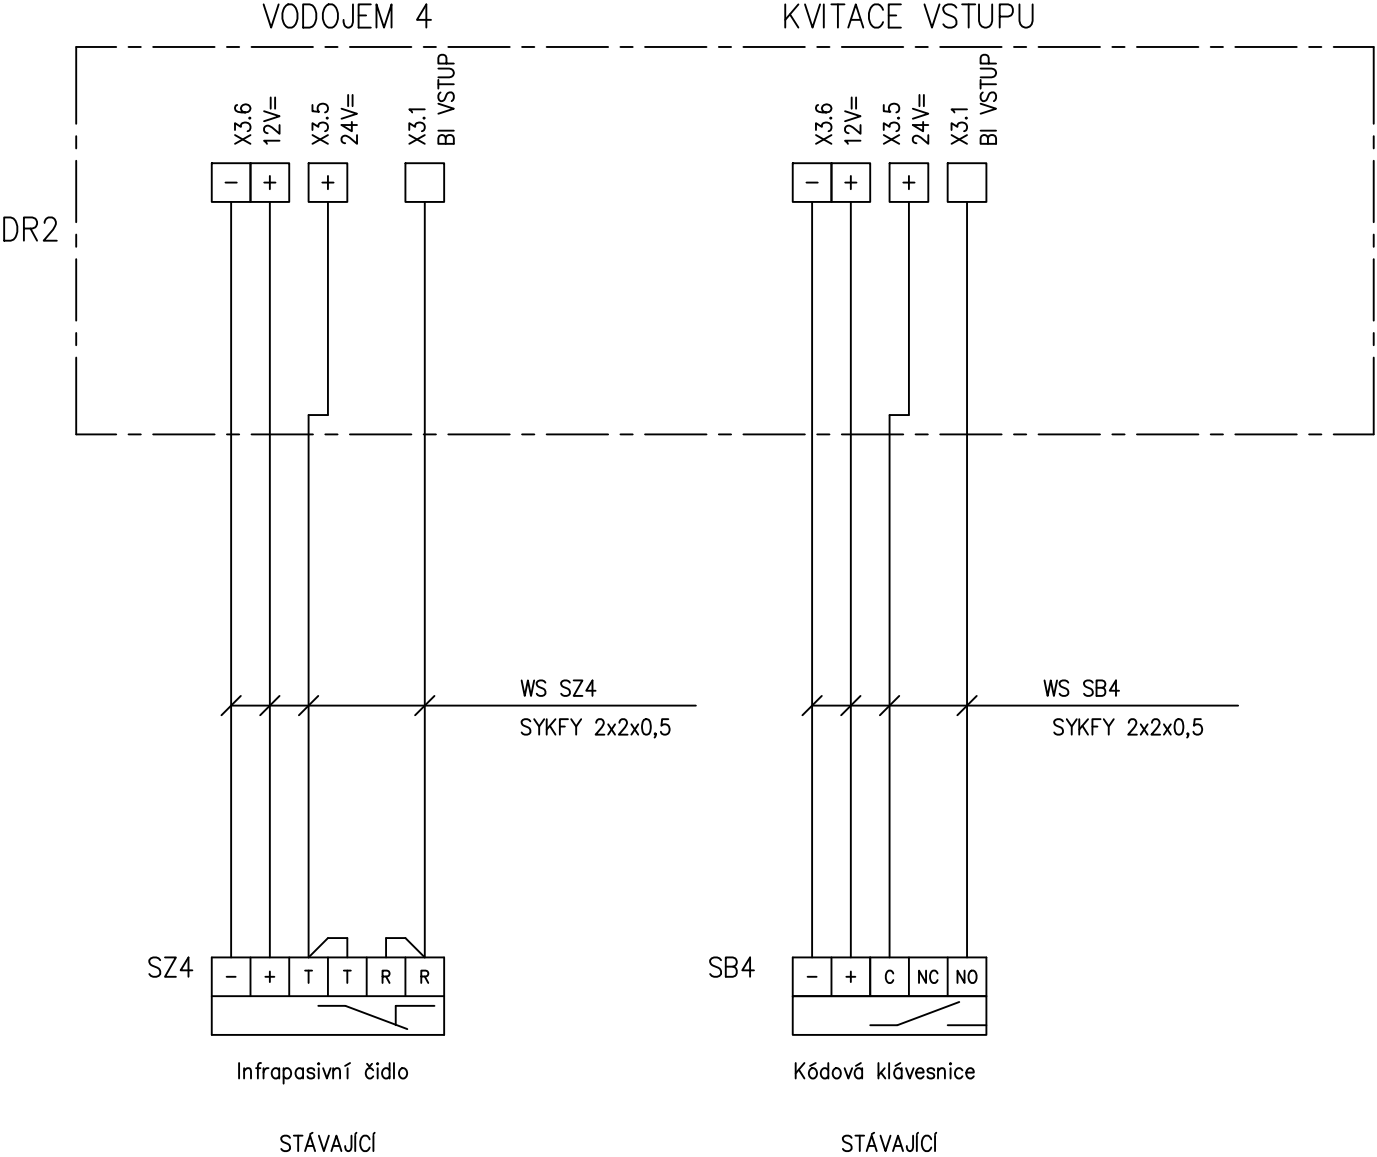 VODOJEM 4
KVITACE VSTUPU
X3.6
12V=
X3.5
24V=
X3.1
BI VSTUP
X3.6
12V=
X3.5
24V=
X3.1
BI VSTUP
- + +
- + +
DR2
WS SZ4
SYKFY 2x2x0,5
WS SB4
SYKFY 2x2x0,5
SZ4
- + T T R R
SB4
- + C NC NO
Infrapasivní čidlo
Kódová klávesnice
STÁVAJÍCÍ
STÁVAJÍCÍ